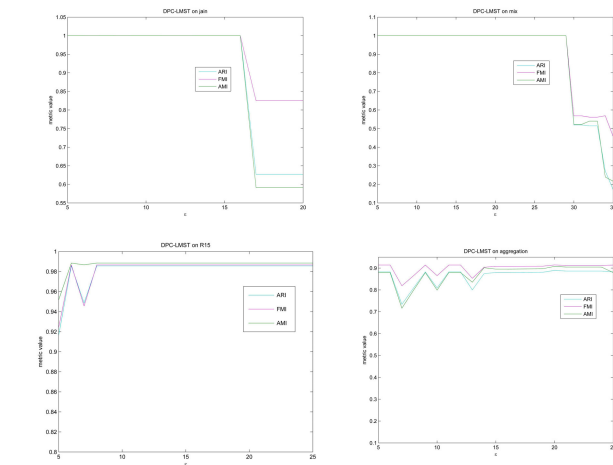 DPC-LMST on jain
1.05
1
0.95
0.9
0.85
0.8
0.75
0.7
0.65
0.6
0.55
metric value
ARI
FMI
AMI
5 10 15 20
ε
DPC-LMST on mix
1.1
1
0.9
0.8
0.7
0.6
0.5
0.4
0.3
0.2
0.1
metric value
ARI
FMI
AMI
5 10 15 20 25 30
ε
DPC-LMST on R15
1
0.98
0.96
0.94
0.92
0.9
0.88
0.86
0.84
0.82
0.8
metric value
ARI
FMI
AMI
5 10 15 20 25
DPC-LMST on aggregation
0.9
0.8
0.7
0.6
0.5
0.4
0.3
0.2
0.1
metric value
ARI
FMI
AMI
5 10 15 20
ε